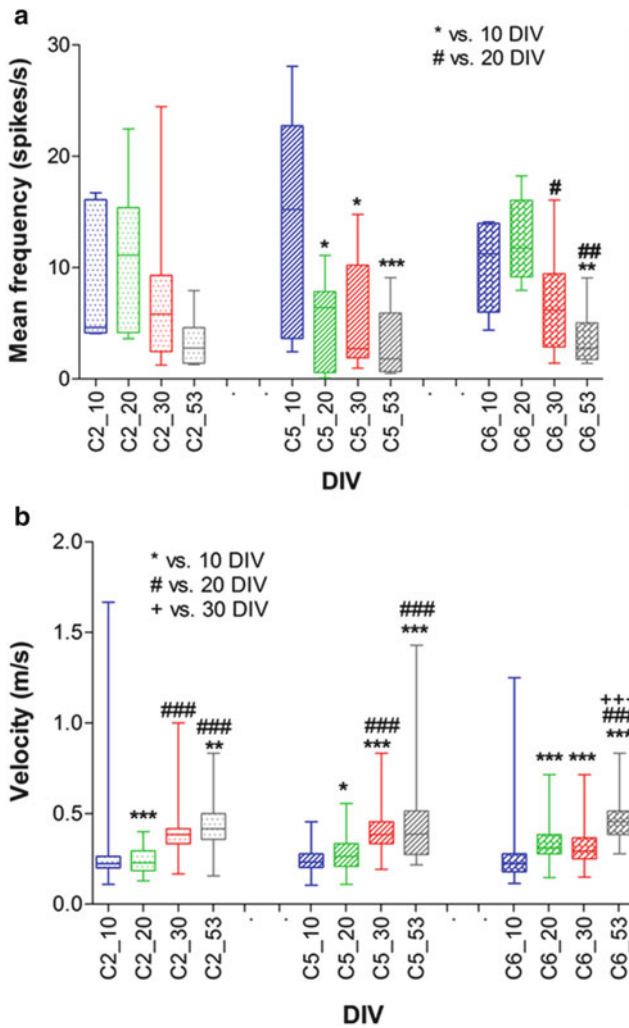 a
* vs. 10 DIV
# vs. 20 DIV
Mean frequency (spikes/s)
30
20
10
0
*
*
***
#
##
**
C2_10
C2_20
C2_30
C2_53
C5_10
C5_20
C5_30
C5_53
C6_10
C6_20
C6_30
C6_53
DIV
b
* vs. 10 DIV
# vs. 20 DIV
+ vs. 30 DIV
Velocity (m/s)
2.0
1.5
1.0
0.5
0.0
***
###
###
**
*
###
***
###
***
***
***
+++
###
***
C2_10
C2_20
C2_30
C2_53
C5_10
C5_20
C5_30
C5_53
C6_10
C6_20
C6_30
C6_53
DIV